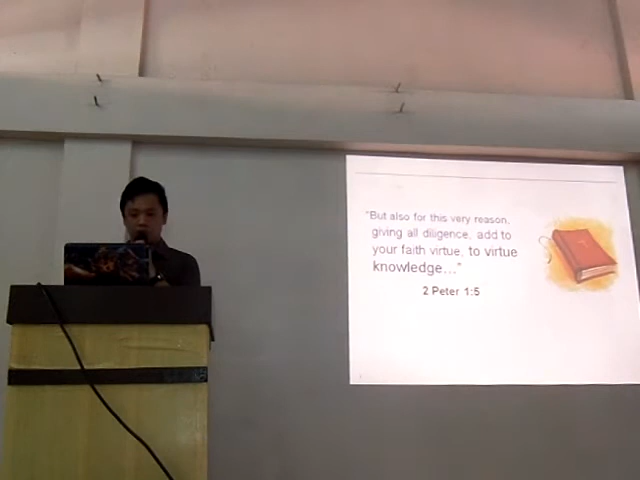 "But also for this very reason,
giving all diligence, add to
your faith virtue, to virtue
knowledge..."
2 Peter 1:5